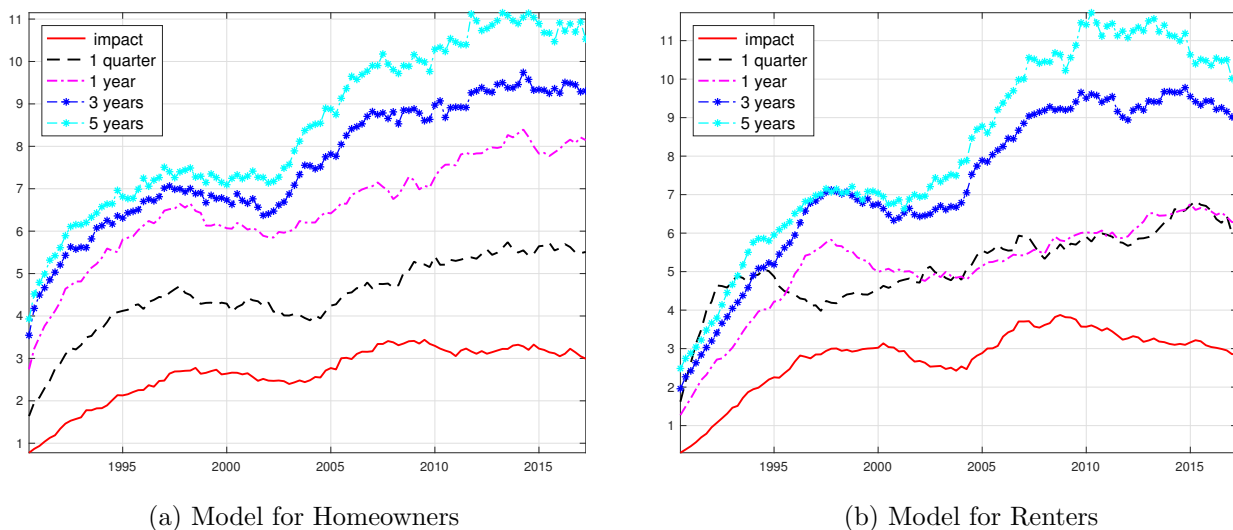 11
10
9
8
7
6
5
4
3
2
1
impact
1 quarter
1 year
3 years
5 years
1995
2000
2005
2010
2015
(a) Model for Homeowners
11
10
9
8
7
6
5
4
3
2
1
impact
1 quarter
1 year
3 years
5 years
1995
2000
2005
2010
2015
(b) Model for Renters